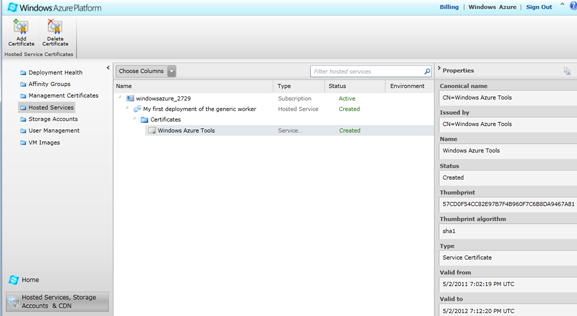 Windows Azure Platform
Billing | Windows Azure | Sign Out
Add Certificate
Delete Certificate
Hosted Service Certificates
Deployment Health
Affinity Groups
Management Certificates
Hosted Services
Storage Accounts
User Management
VM Images
Home
Hosted Services, Storage
Accounts & CDN
Choose Columns
Filter hosted services
Name Type Status Environment
windowsazure_2729 Subscription Active
My first deployment of the generic worker Hosted Service Created
Certificates
Windows Azure Tools Service... Created
Properties
Canonical name
CN=Windows Azure Tools
Issued by
CN=Windows Azure Tools
Name
Windows Azure Tools
Status
Created
Thumbprint
57CD0F54CC82E97B7F4B960F7C6B8DA9467A81
Thumbprint algorithm
sha1
Type
Service Certificate
Valid from
5/2/2011 7:02:19 PM UTC
Valid to
5/2/2012 7:12:20 PM UTC